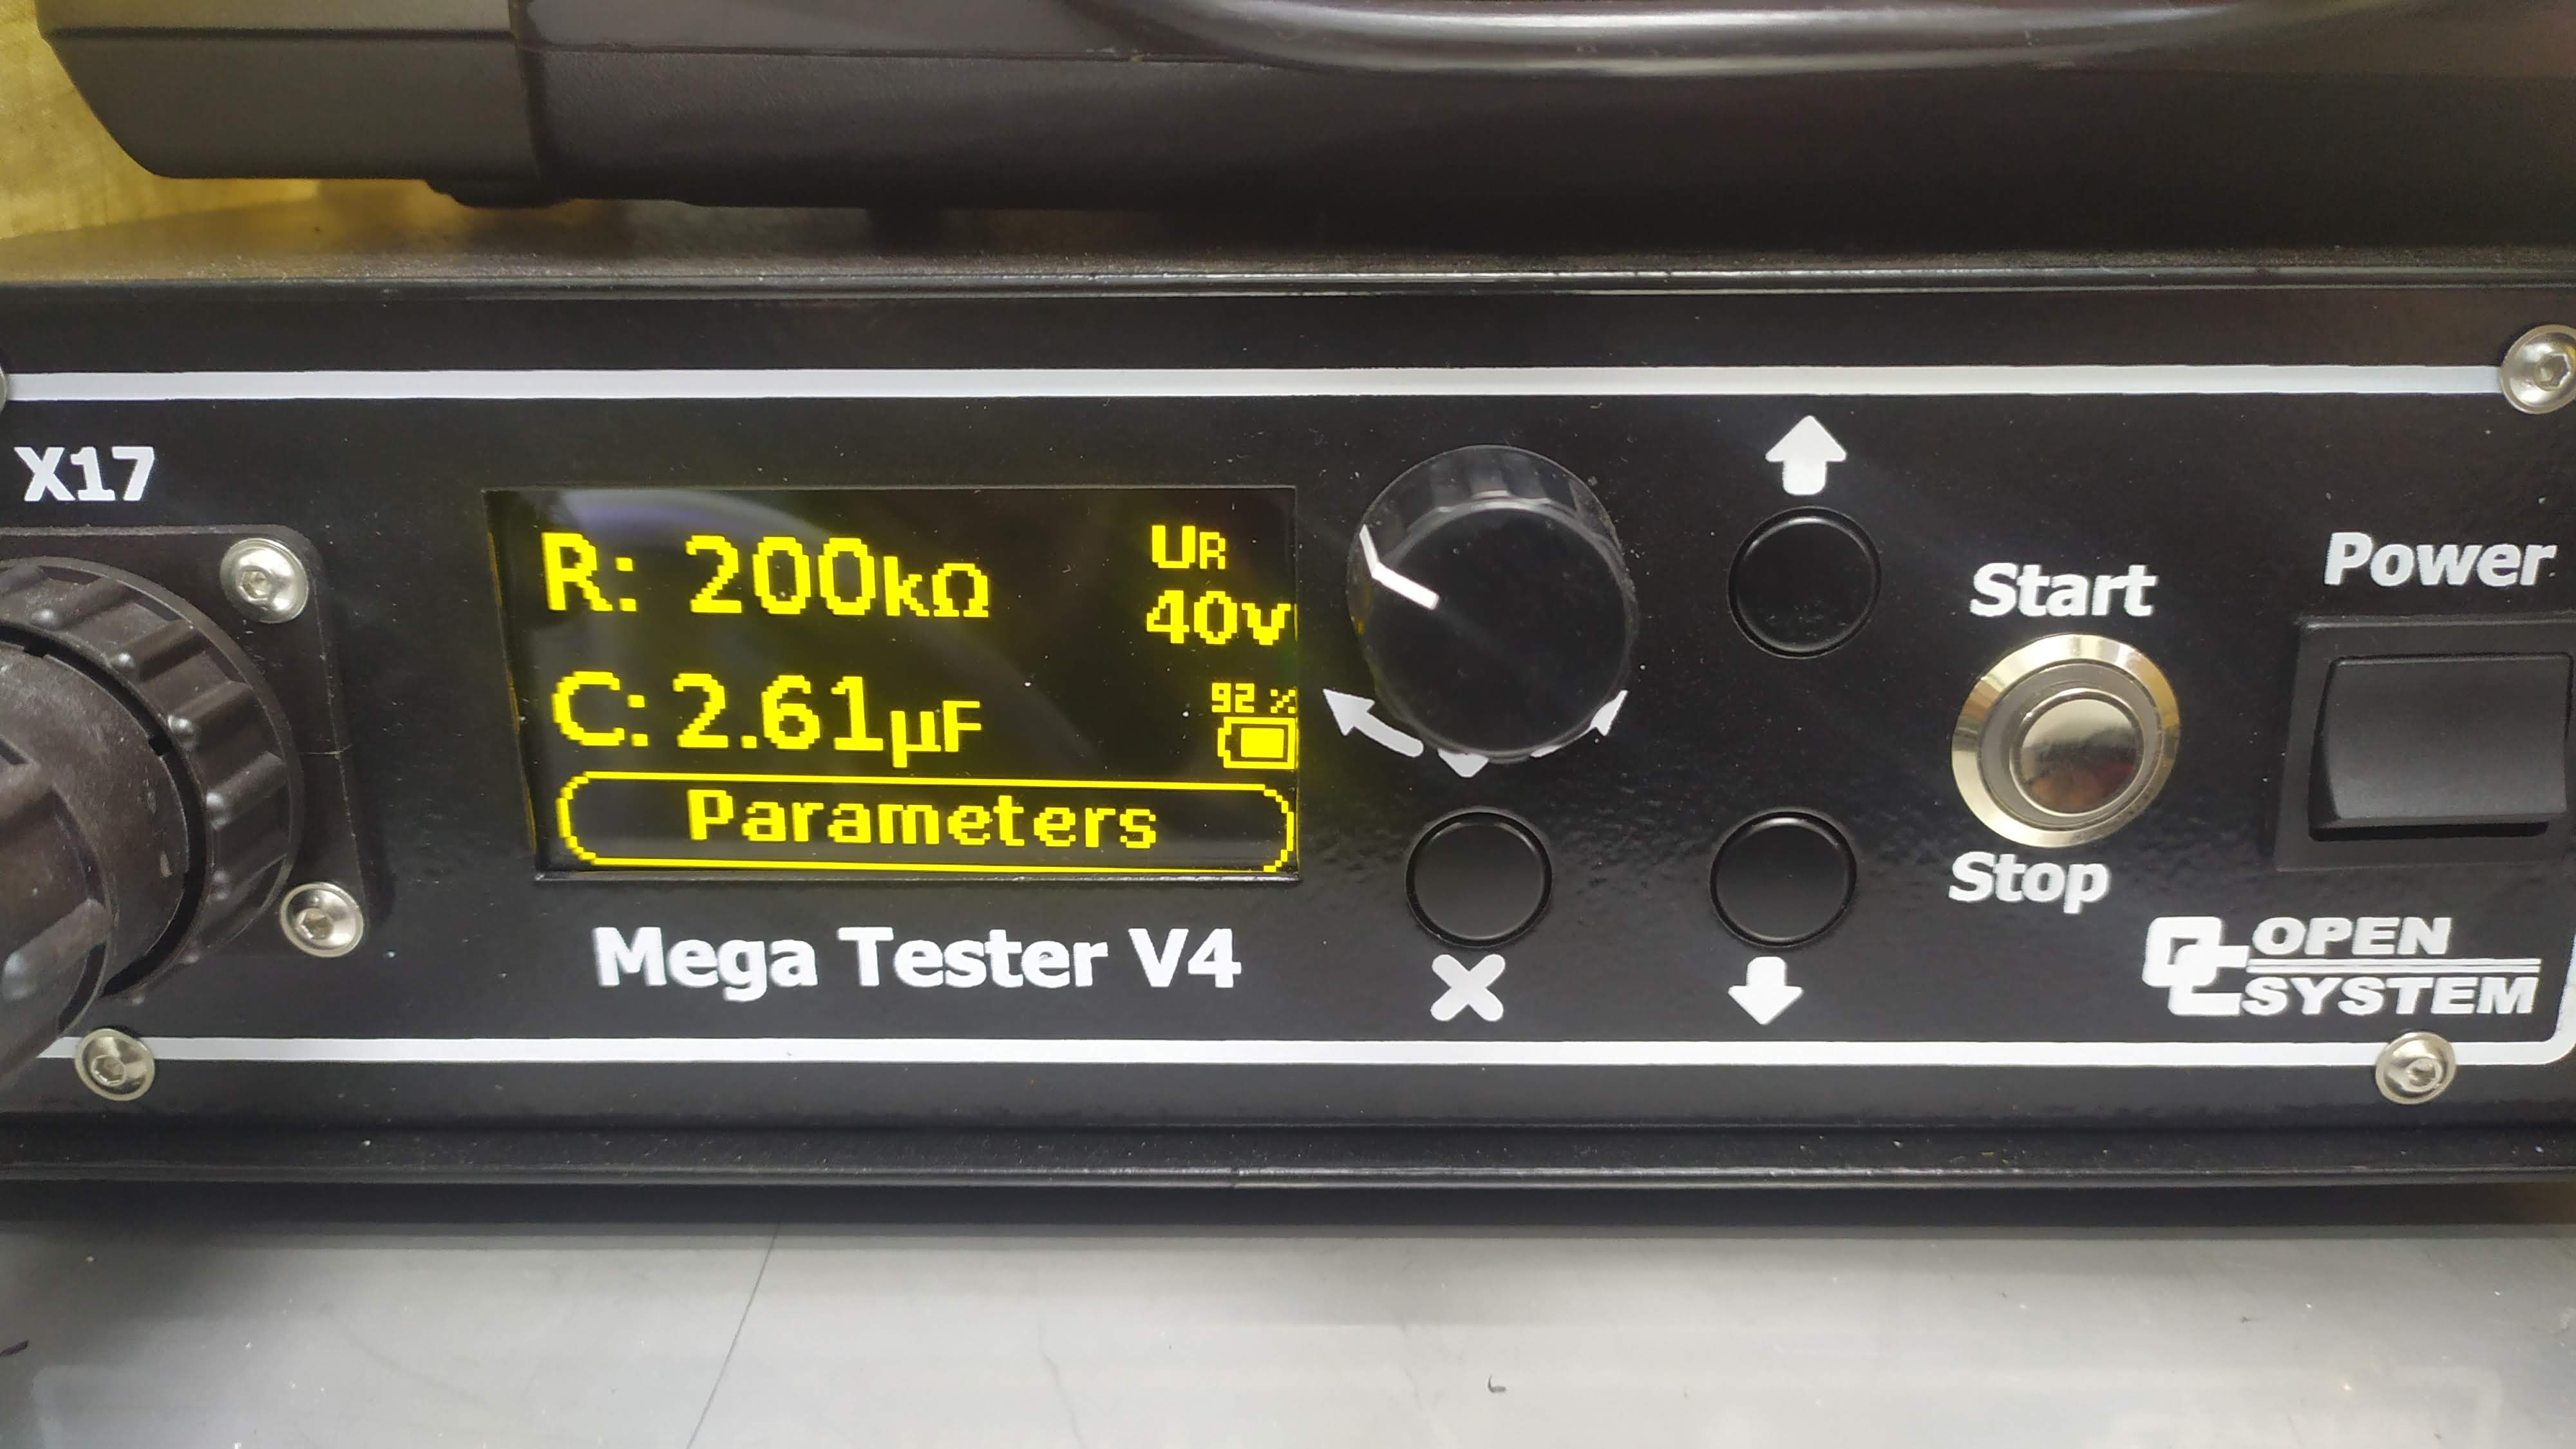 X17
R: 200kΩ
UR
40v
C: 2.61µF
92 %
Parameters
Mega Tester V4
Start
Stop
Power
OPEN
SYSTEM